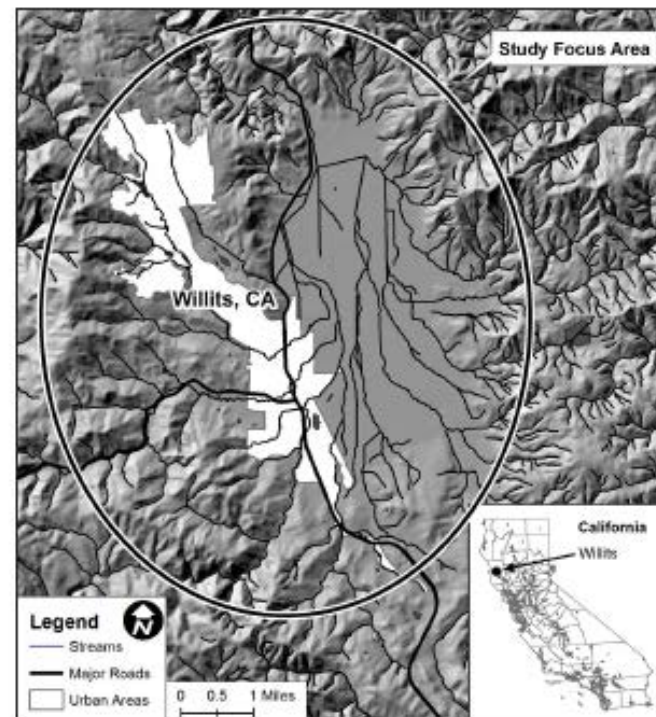 Study Focus Area
Willits, CA
California
Willits
Legend
N
Streams
Major Roads
Urban Areas
0 0.5 1 Miles